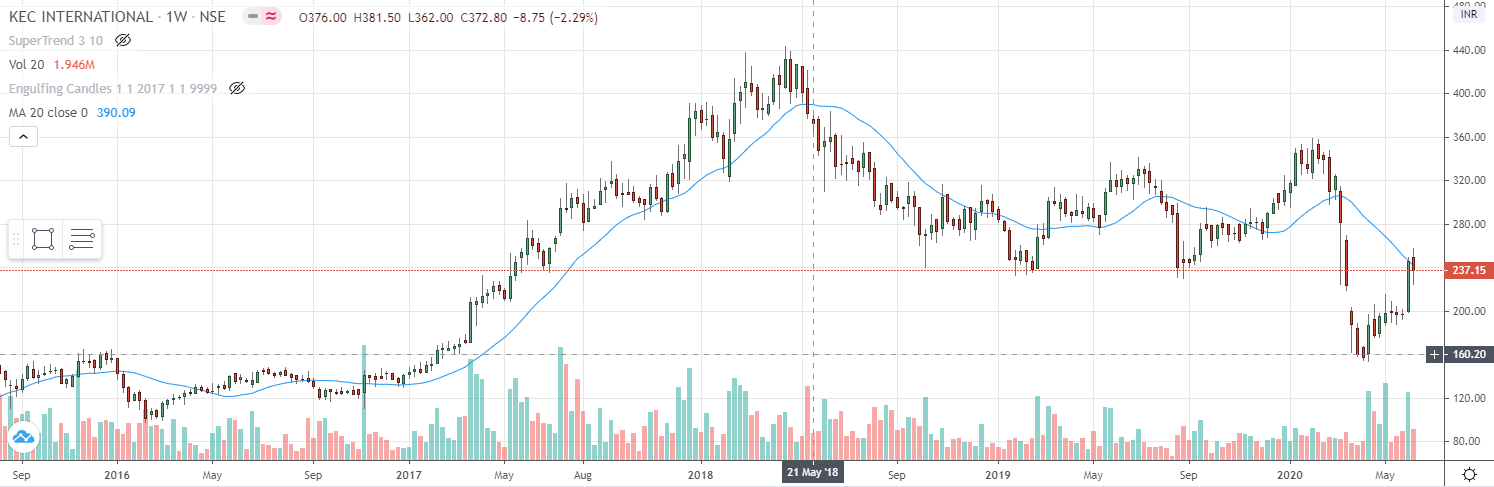 KEC INTERNATIONAL · 1W · NSE O376.00 H381.50 L362.00 C372.80 −8.75 (−2.29%)
SuperTrend 3 10
Vol 20 1.946M
Engulfing Candles 1 1 2017 1 1 9999
MA 20 close 0 390.09
480.00
INR
440.00
400.00
360.00
320.00
280.00
237.15
200.00
160.20
120.00
80.00
Sep 2016 May Sep 2017 May Aug 2018 21 May '18 Sep 2019 May Sep 2020 May